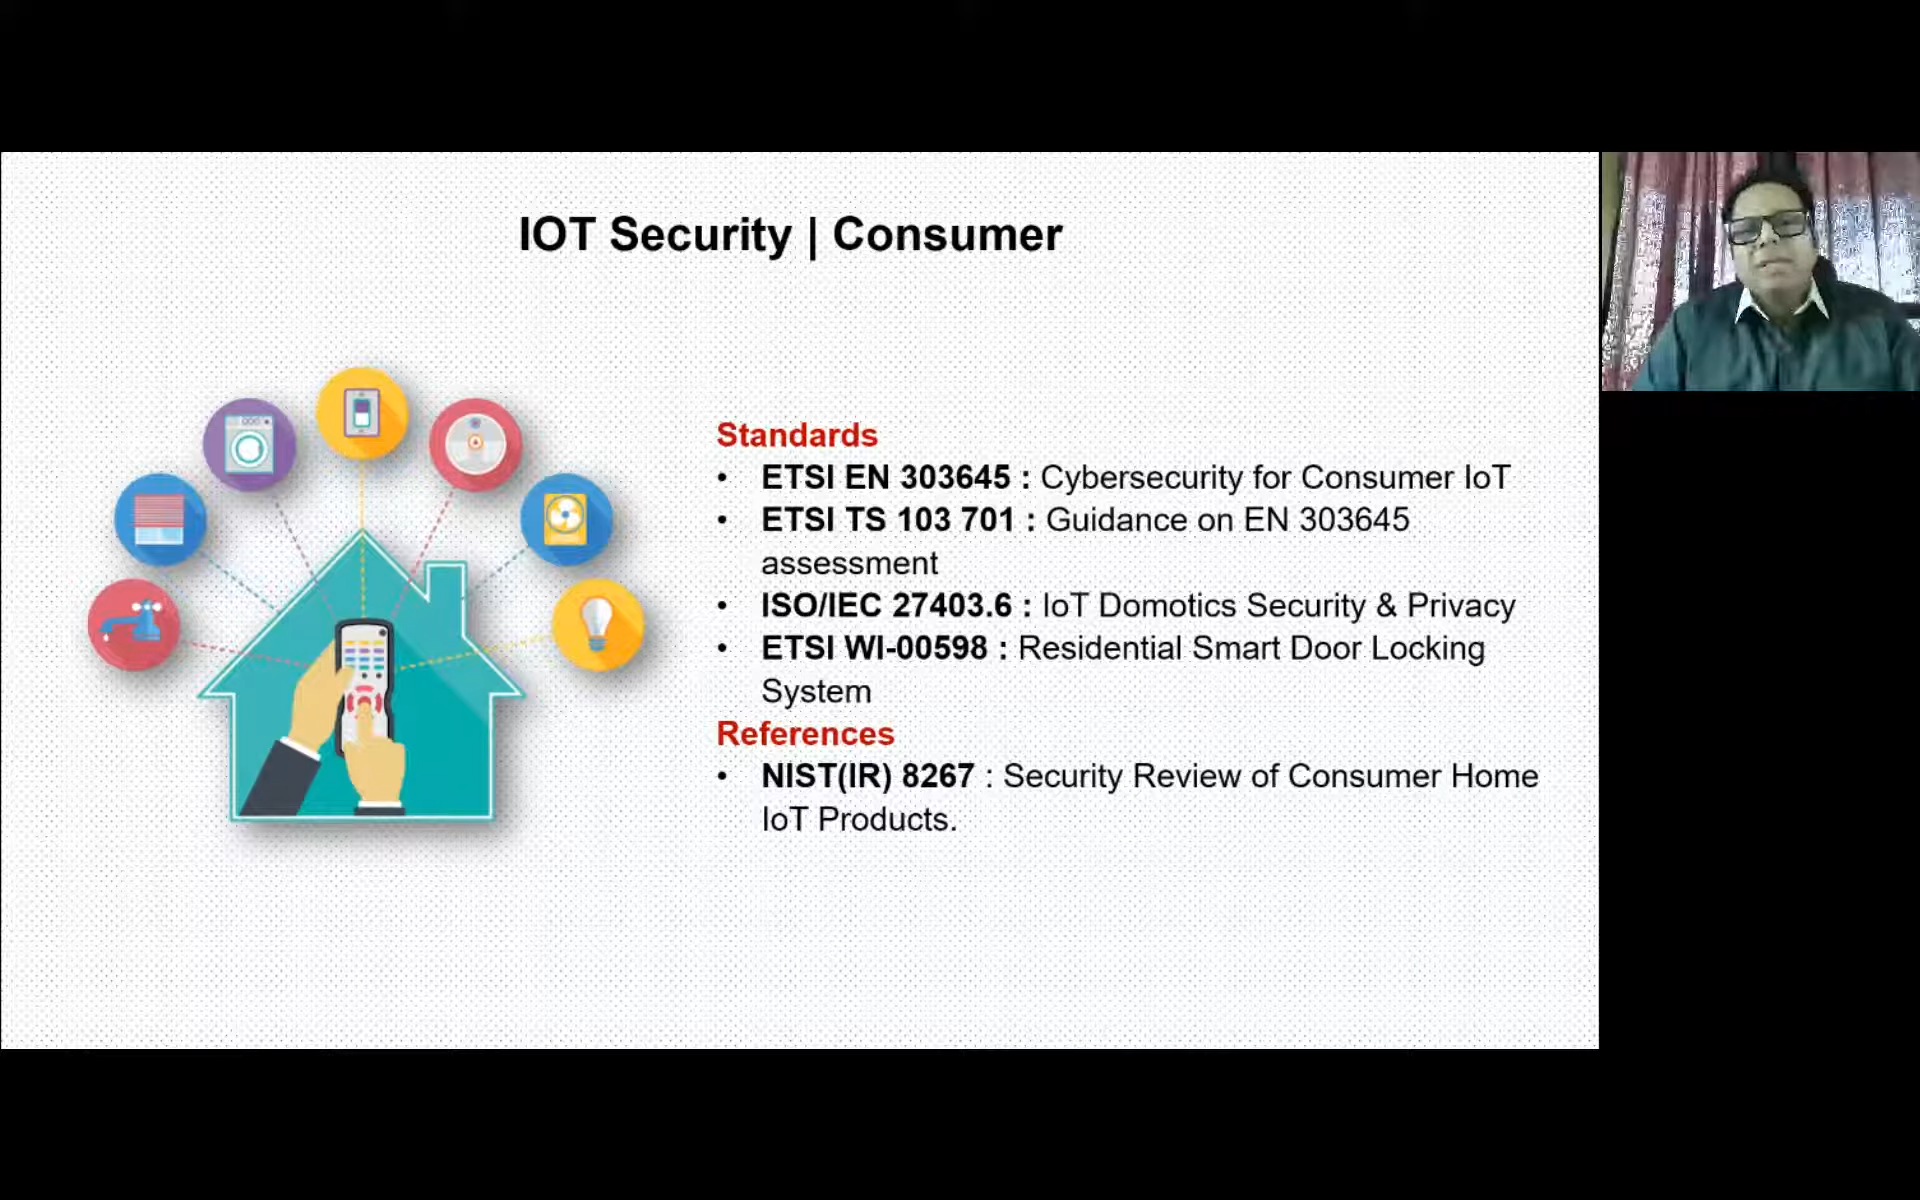 IOT Security | Consumer
Standards
• ETSI EN 303645 : Cybersecurity for Consumer IoT
• ETSI TS 103 701 : Guidance on EN 303645
assessment
• ISO/IEC 27403.6 : IoT Domotics Security & Privacy
• ETSI WI-00598 : Residential Smart Door Locking
System
References
• NIST(IR) 8267 : Security Review of Consumer Home
IoT Products.